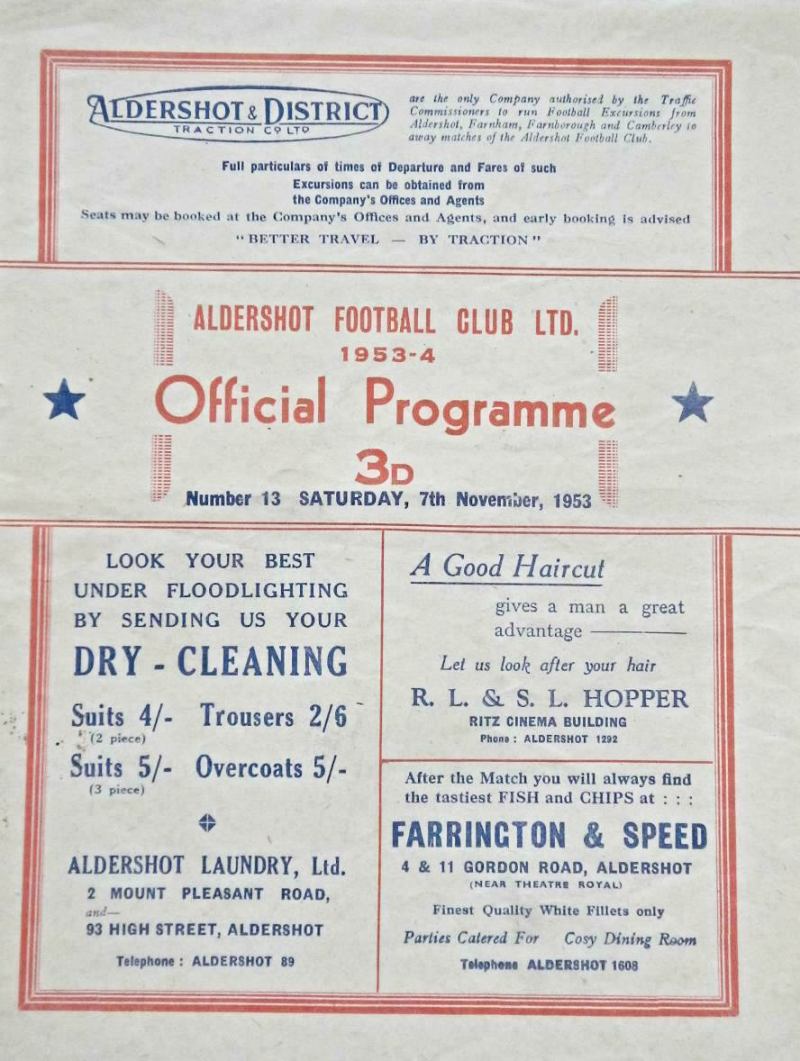 ALDERSHOT & DISTRICT
TRACTION CO LTD
are the only Company authorised by the Traffic
Commissioners to run Football Excursions from
Aldershot, Farnham, Farnborough and Camberley to
away matches of the Aldershot Football Club.
Full particulars of times of Departure and Fares of such
Excursions can be obtained from
the Company's Offices and Agents
Seats may be booked at the Company's Offices and Agents, and early booking is advised
"BETTER TRAVEL — BY TRACTION"
ALDERSHOT FOOTBALL CLUB LTD.
1953-4
Official Programme
3D
Number 13 SATURDAY, 7th November, 1953
LOOK YOUR BEST
UNDER FLOODLIGHTING
BY SENDING US YOUR
DRY - CLEANING
Suits 4/- Trousers 2/6
(2 piece)
Suits 5/- Overcoats 5/-
(3 piece)
ALDERSHOT LAUNDRY, Ltd.
2 MOUNT PLEASANT ROAD,
and—
93 HIGH STREET, ALDERSHOT
Telephone : ALDERSHOT 89
A Good Haircut
gives a man a great
advantage ———
Let us look after your hair
R. L. & S. L. HOPPER
RITZ CINEMA BUILDING
Phone : ALDERSHOT 1292
After the Match you will always find
the tastiest FISH and CHIPS at : : :
FARRINGTON & SPEED
4 & 11 GORDON ROAD, ALDERSHOT
(NEAR THEATRE ROYAL)
Finest Quality White Fillets only
Parties Catered For Cosy Dining Room
Telephone ALDERSHOT 1608